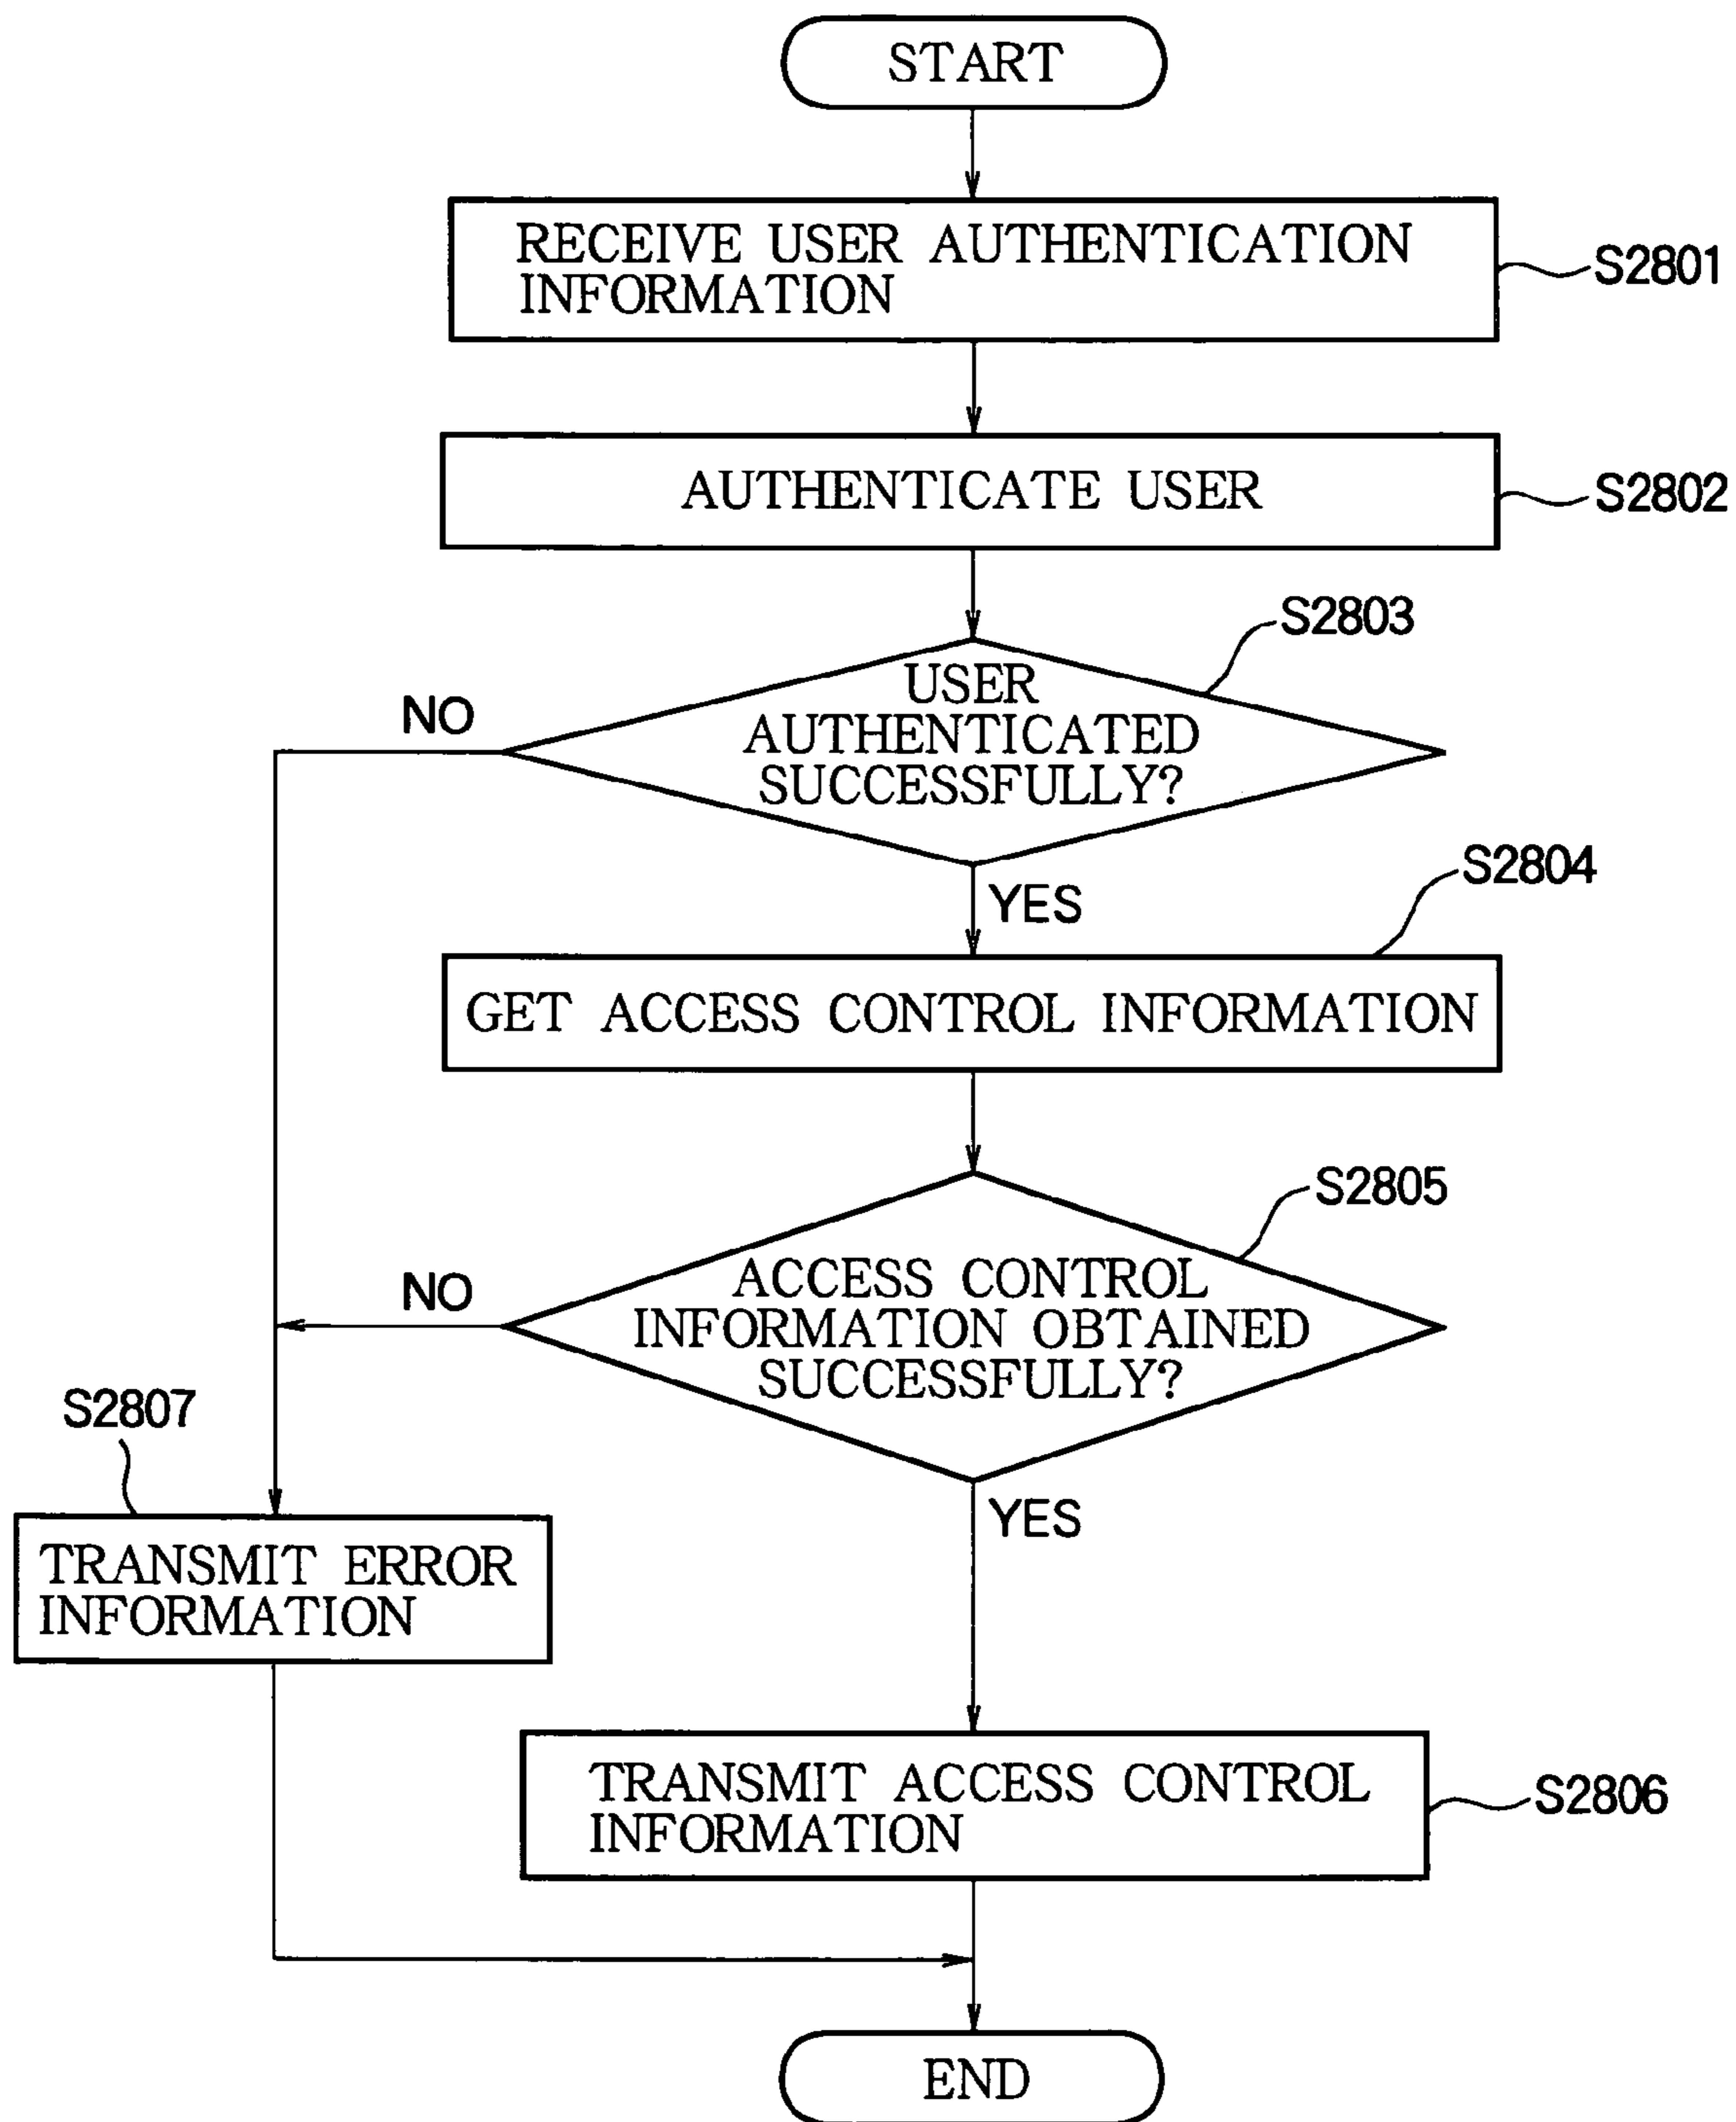 START
RECEIVE USER AUTHENTICATION
INFORMATION
S2801
AUTHENTICATE USER
S2802
S2803
USER
AUTHENTICATED
SUCCESSFULLY?
NO
YES
S2804
GET ACCESS CONTROL INFORMATION
S2805
ACCESS CONTROL
INFORMATION OBTAINED
SUCCESSFULLY?
NO
YES
S2807
TRANSMIT ERROR
INFORMATION
TRANSMIT ACCESS CONTROL
INFORMATION
S2806
END